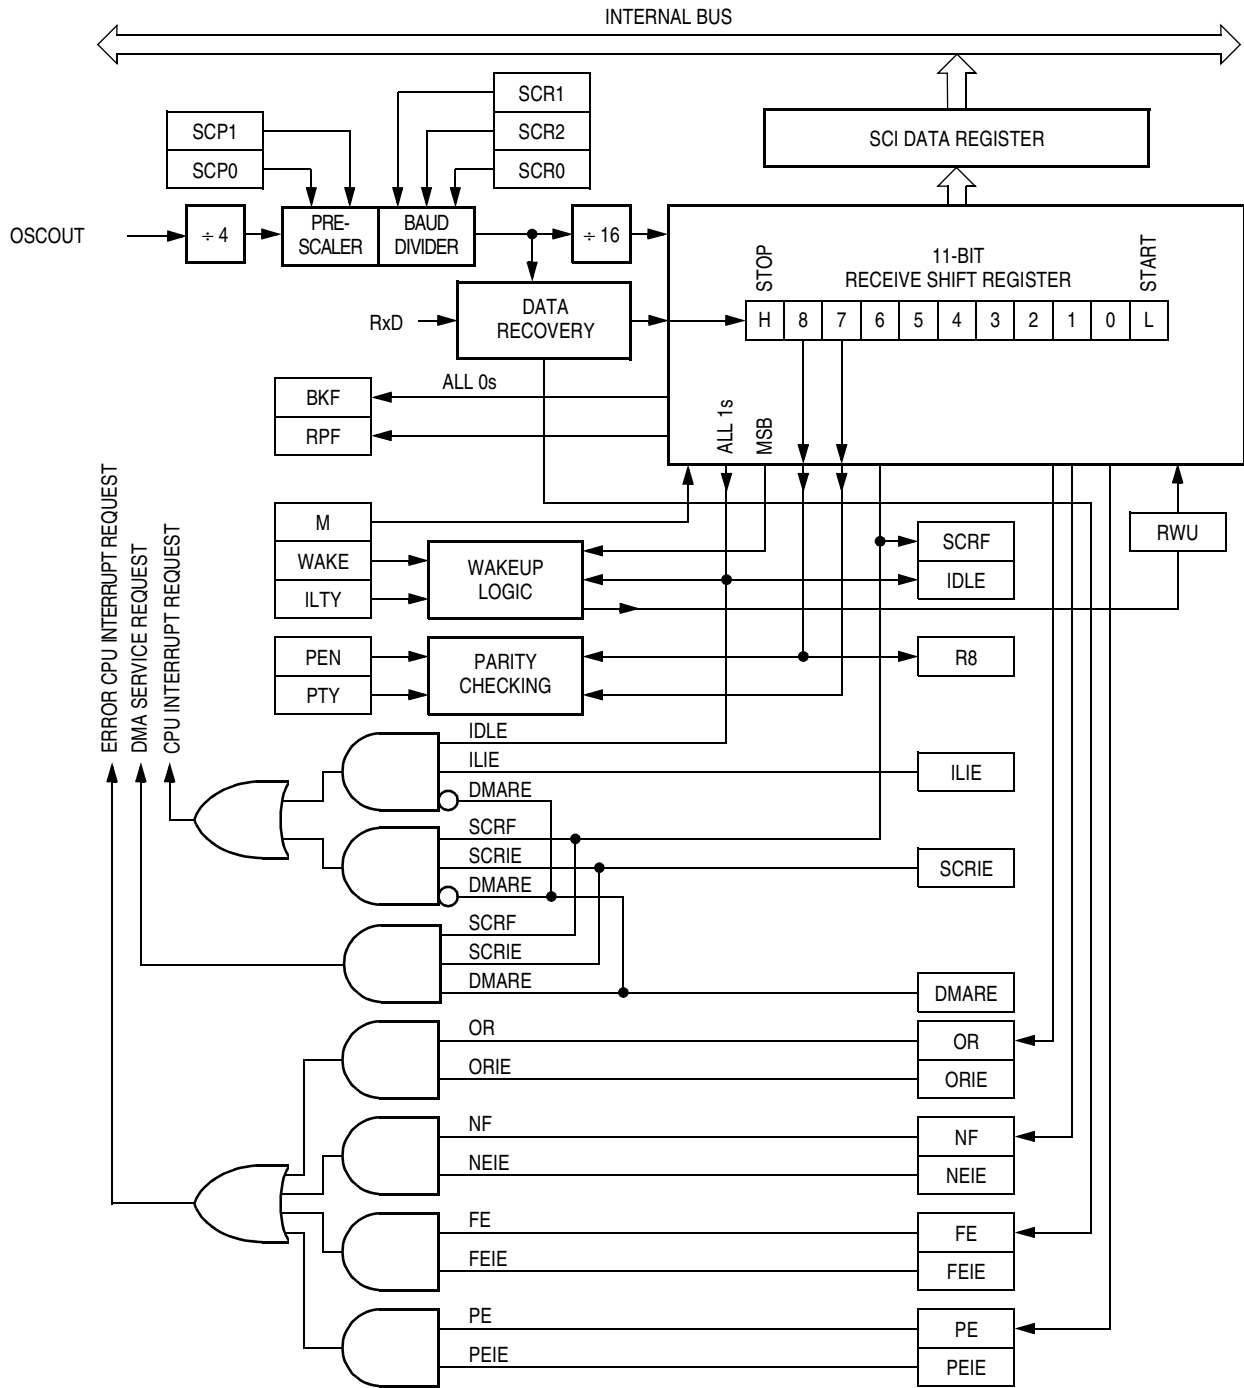 INTERNAL BUS
SCP1
SCP0
SCR1
SCR2
SCR0
SCI DATA REGISTER
OSCOUT
÷ 4
PRE-
SCALER
BAUD
DIVIDER
÷ 16
STOP
11-BIT
RECEIVE SHIFT REGISTER
START
RxD
DATA
RECOVERY
H 8 7 6 5 4 3 2 1 0 L
ALL 0s
BKF
RPF
ALL 1s
MSB
M
WAKE
ILTY
WAKEUP
LOGIC
SCRF
IDLE
RWU
PEN
PTY
PARITY
CHECKING
R8
ERROR CPU INTERRUPT REQUEST
DMA SERVICE REQUEST
CPU INTERRUPT REQUEST
IDLE
ILIE
ILIE
DMARE
SCRF
SCRIE
SCRIE
DMARE
SCRF
SCRIE
DMARE
DMARE
OR
OR
ORIE
ORIE
NF
NF
NEIE
NEIE
FE
FE
FEIE
FEIE
PE
PE
PEIE
PEIE